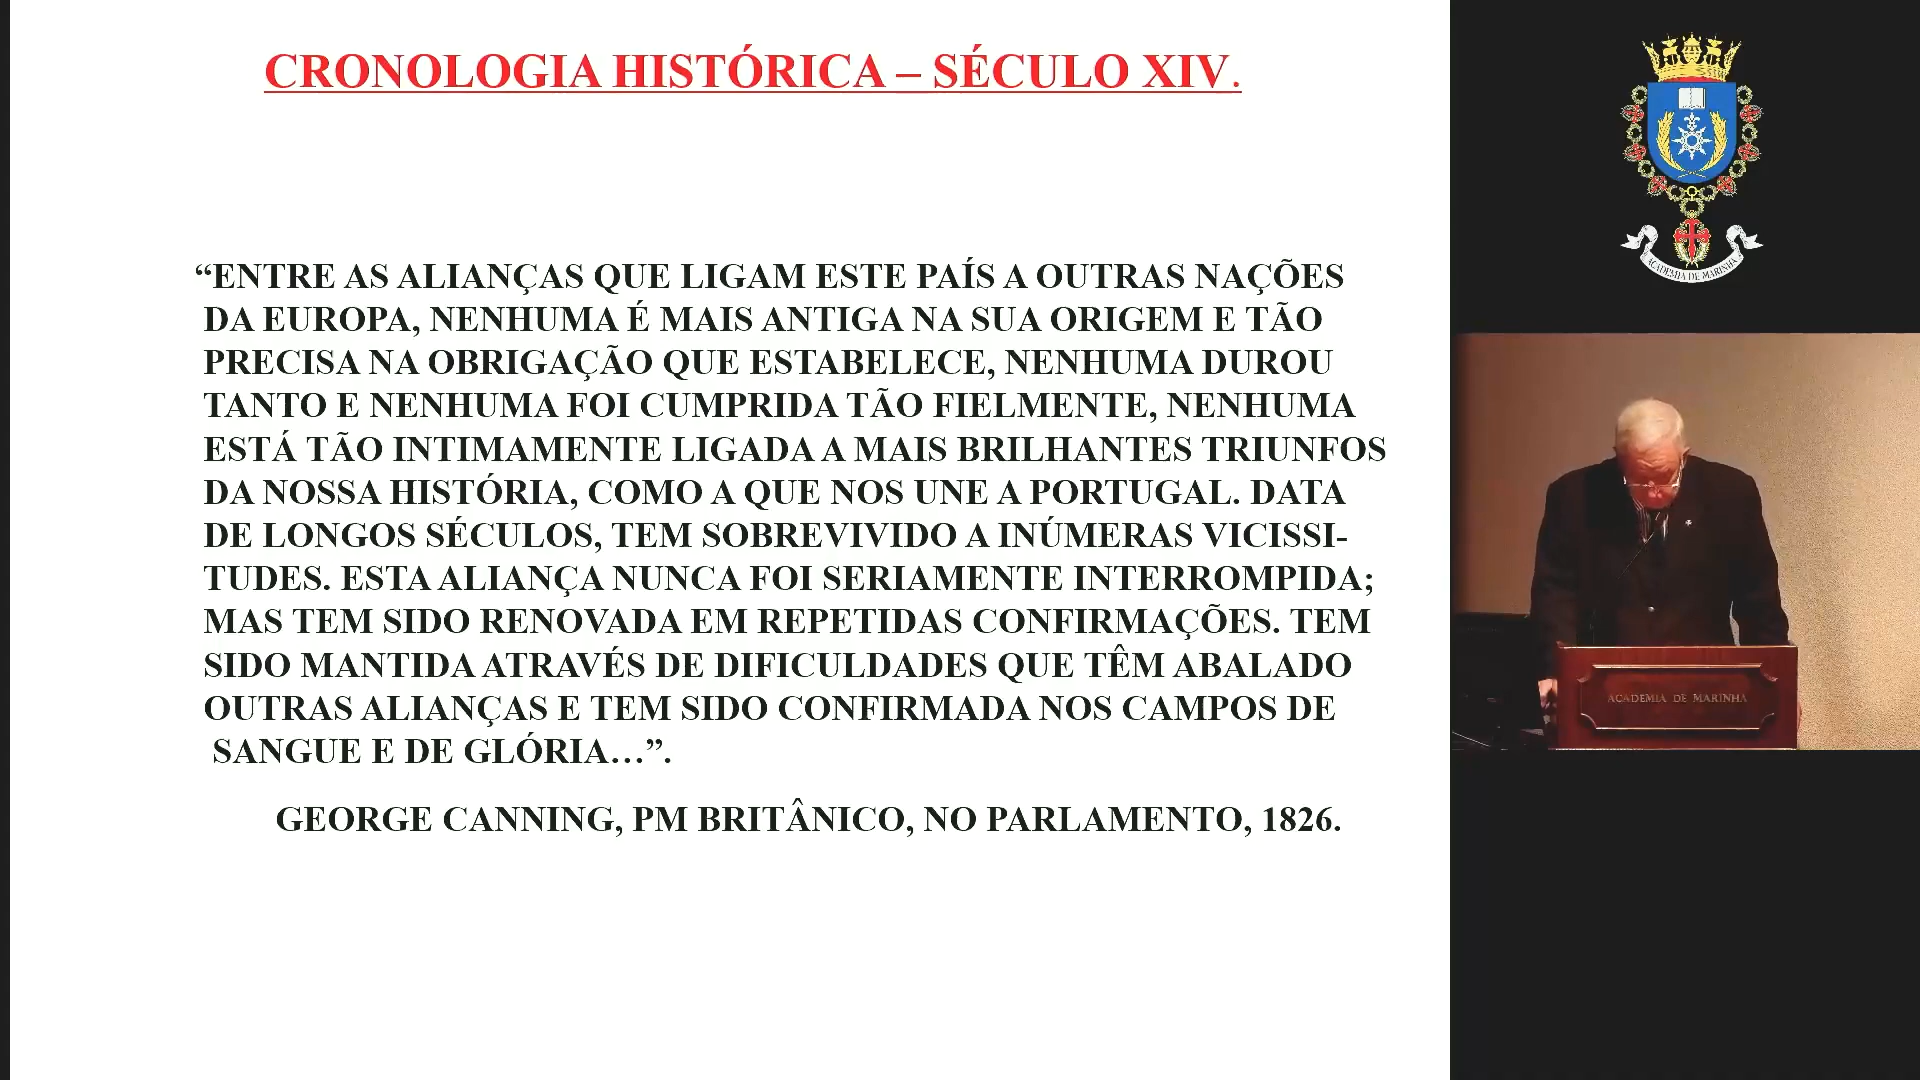 CRONOLOGIA HISTÓRICA – SÉCULO XIV.
“ENTRE AS ALIANÇAS QUE LIGAM ESTE PAÍS A OUTRAS NAÇÕES
DA EUROPA, NENHUMA É MAIS ANTIGA NA SUA ORIGEM E TÃO
PRECISA NA OBRIGAÇÃO QUE ESTABELECE, NENHUMA DUROU
TANTO E NENHUMA FOI CUMPRIDA TÃO FIELMENTE, NENHUMA
ESTÁ TÃO INTIMAMENTE LIGADA A MAIS BRILHANTES TRIUNFOS
DA NOSSA HISTÓRIA, COMO A QUE NOS UNE A PORTUGAL. DATA
DE LONGOS SÉCULOS, TEM SOBREVIVIDO A INÚMERAS VICISSI-
TUDES. ESTA ALIANÇA NUNCA FOI SERIAMENTE INTERROMPIDA;
MAS TEM SIDO RENOVADA EM REPETIDAS CONFIRMAÇÕES. TEM
SIDO MANTIDA ATRAVÉS DE DIFICULDADES QUE TÊM ABALADO
OUTRAS ALIANÇAS E TEM SIDO CONFIRMADA NOS CAMPOS DE
SANGUE E DE GLÓRIA…”.
GEORGE CANNING, PM BRITÂNICO, NO PARLAMENTO, 1826.
ACADEMIA DE MARINHA
ACADEMIA DE MARINHA